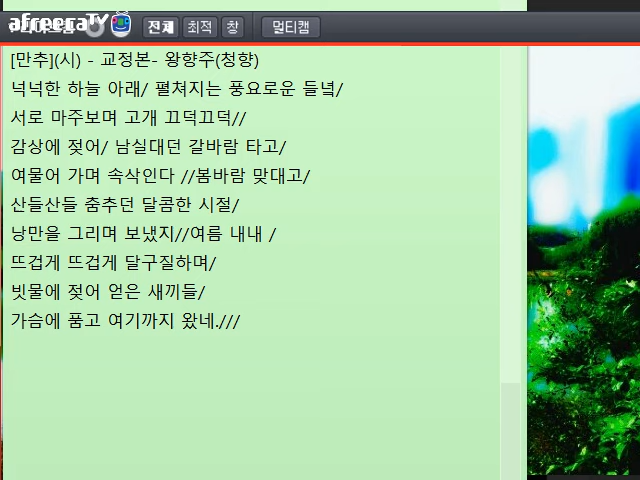 afreecaTV
전체 최적 창 멀티캠
[만추](시) - 교정본- 왕향주(청향)
넉넉한 하늘 아래/ 펼쳐지는 풍요로운 들녘/
서로 마주보며 고개 끄덕끄덕//
감상에 젖어/ 남실대던 갈바람 타고/
여물어 가며 속삭인다 //봄바람 맞대고/
산들산들 춤추던 달콤한 시절/
낭만을 그리며 보냈지//여름 내내 /
뜨겁게 뜨겁게 달구질하며/
빗물에 젖어 얻은 새끼들/
가슴에 품고 여기까지 왔네.///